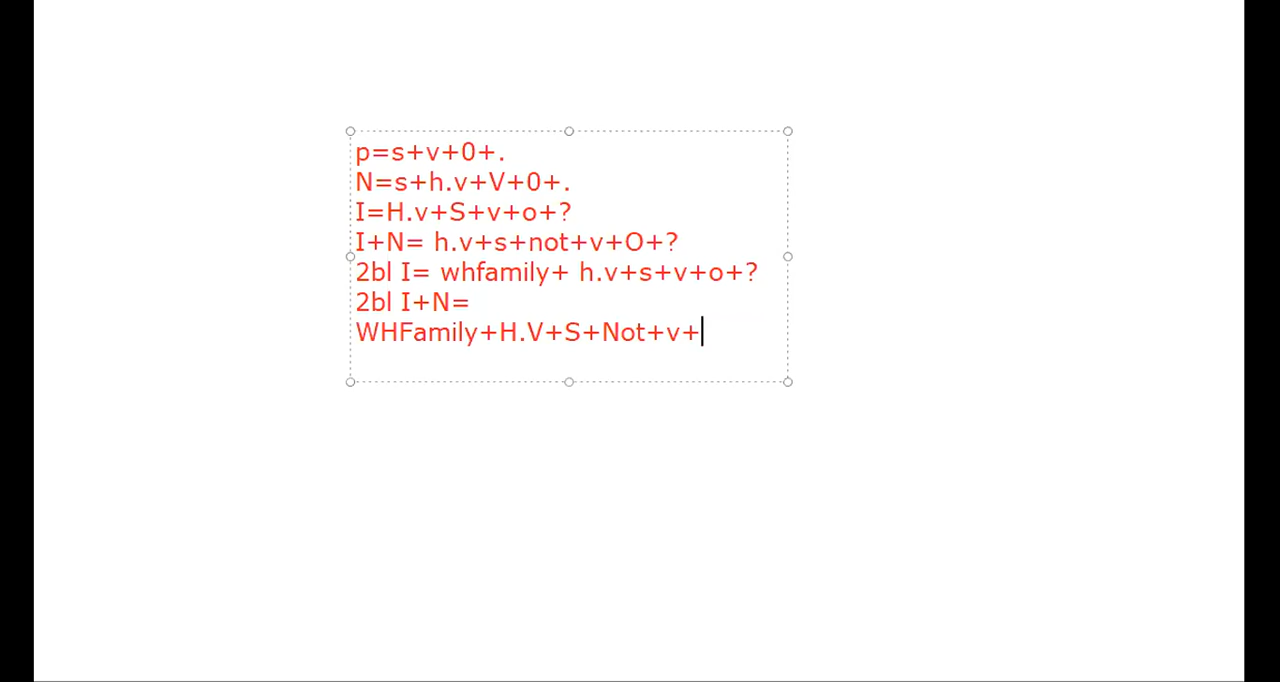 p=s+v+0+.
N=s+h.v+V+0+.
I=H.v+S+v+o+?
I+N= h.v+s+not+v+O+?
2bl I= whfamily+ h.v+s+v+o+?
2bl I+N=
WHFamily+H.V+S+Not+v+